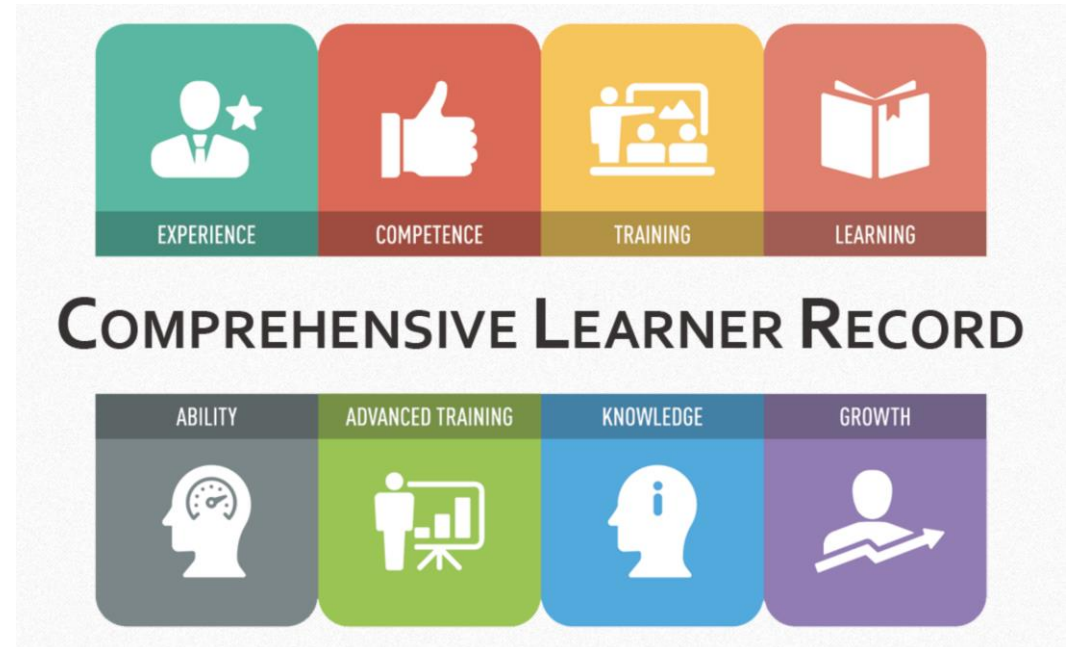 EXPERIENCE COMPETENCE TRAINING LEARNING
COMPREHENSIVE LEARNER RECORD
ABILITY ADVANCED TRAINING KNOWLEDGE GROWTH
i